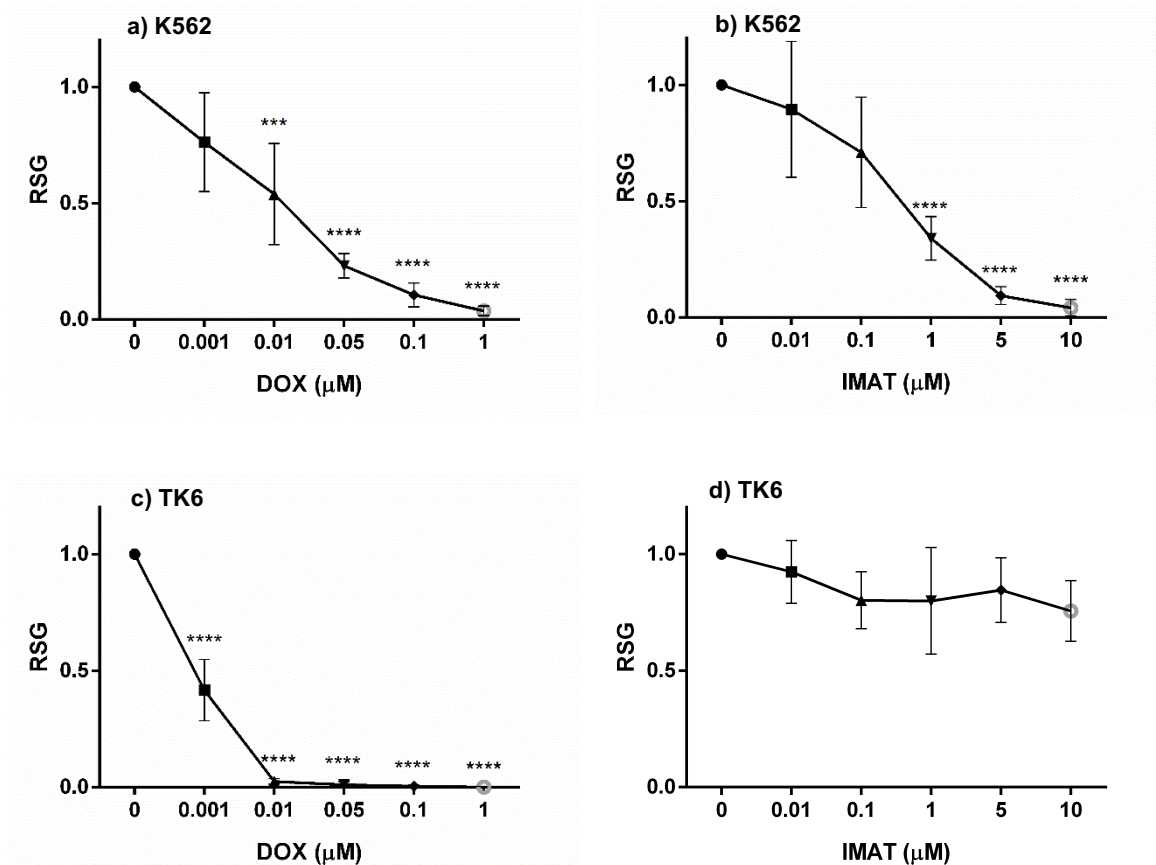 a) K562
1.0
***
RSG
0.5
****
****
****
0.0
0 0.001 0.01 0.05 0.1 1
DOX (μM)
b) K562
1.0
RSG
0.5
****
****
****
0.0
0 0.01 0.1 1 5 10
IMAT (μM)
c) TK6
1.0
****
RSG
0.5
**** **** **** ****
0.0
0 0.001 0.01 0.05 0.1 1
DOX (μM)
d) TK6
1.0
RSG
0.5
0.0
0 0.01 0.1 1 5 10
IMAT (μM)